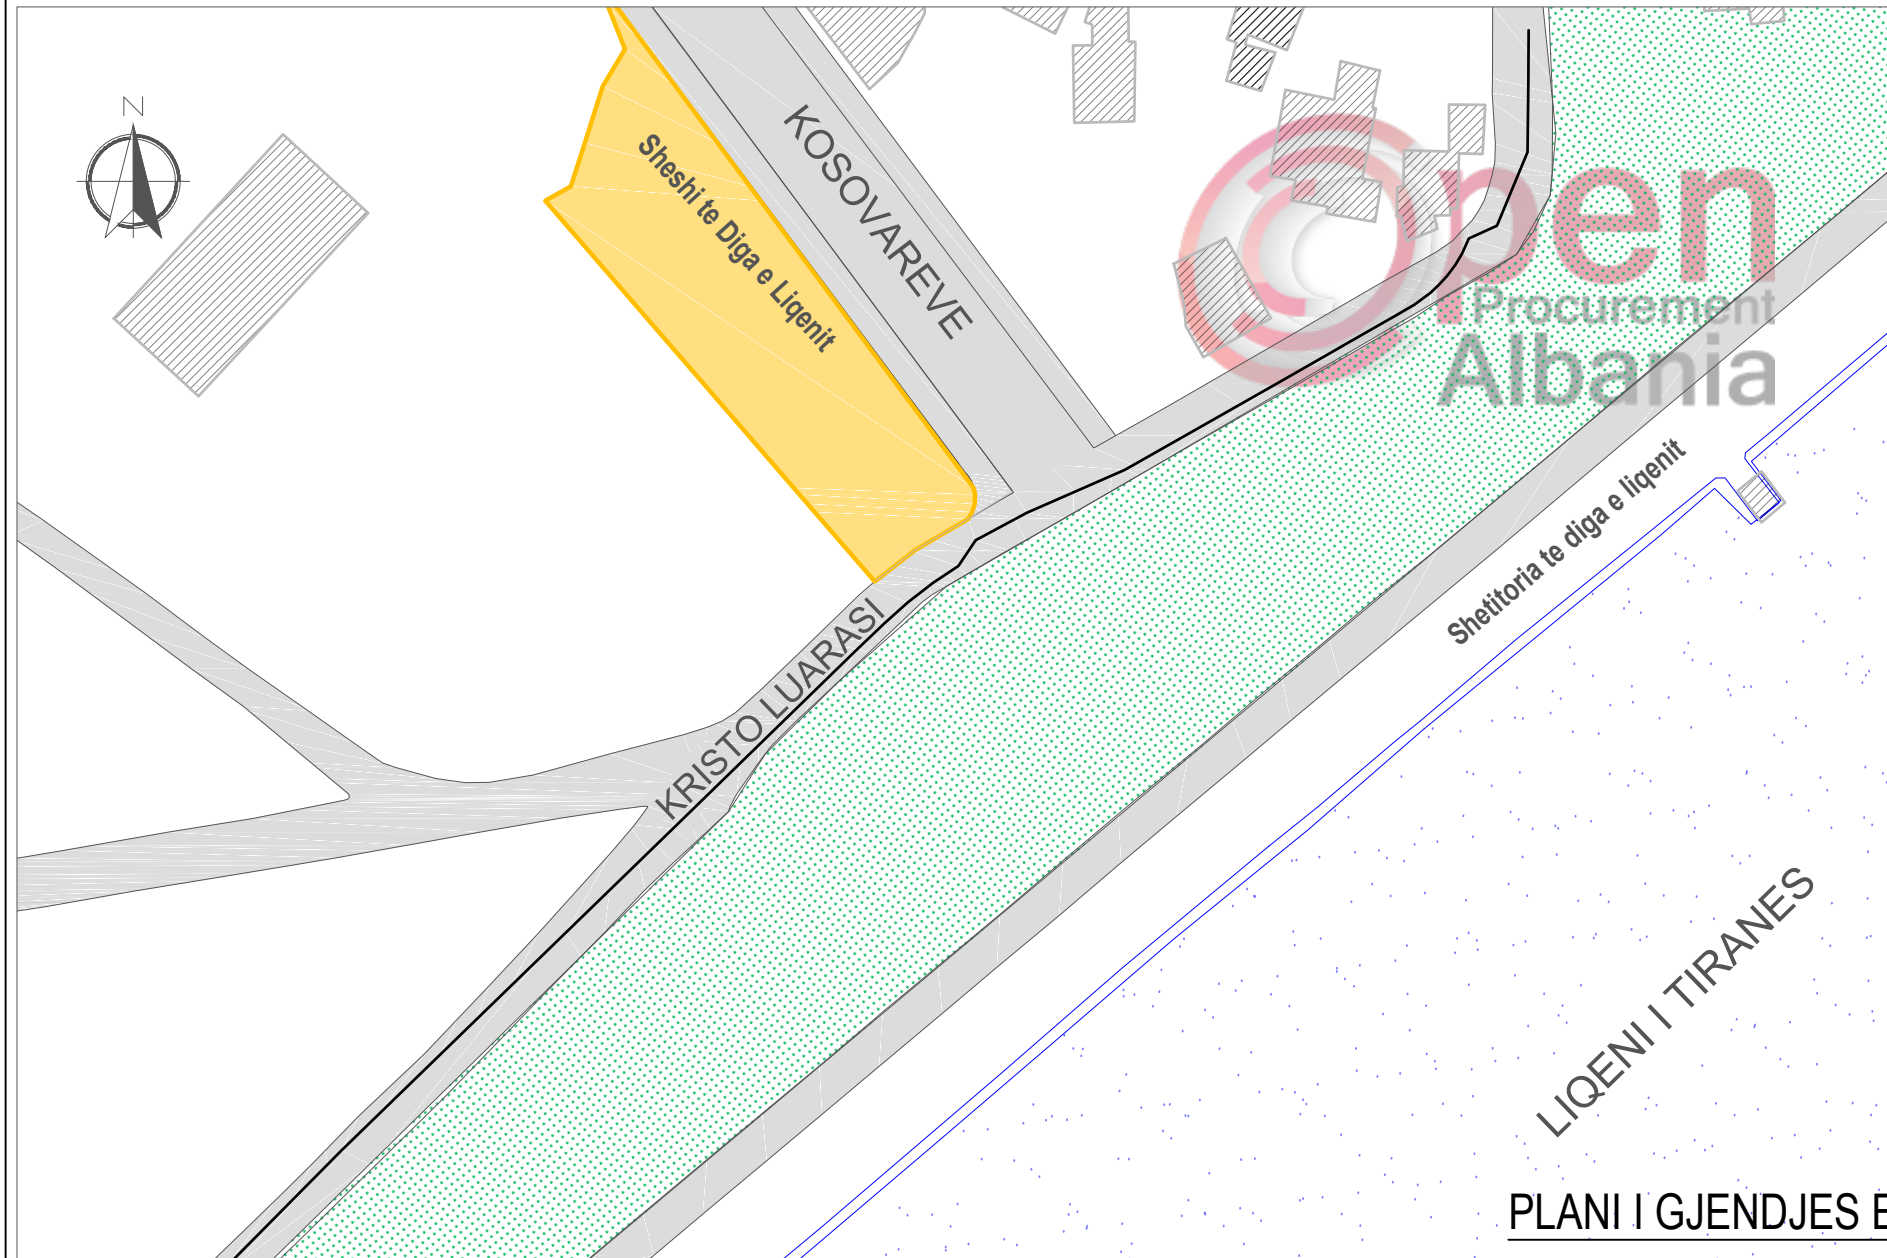 N
KOSOVAREVE
Sheshi te Diga e Liqenit
Open
Procurement
Albania
Shetitoria te diga e liqenit
KRISTO LUARASI
LIQENI I TIRANES
PLANI I GJENDJES E